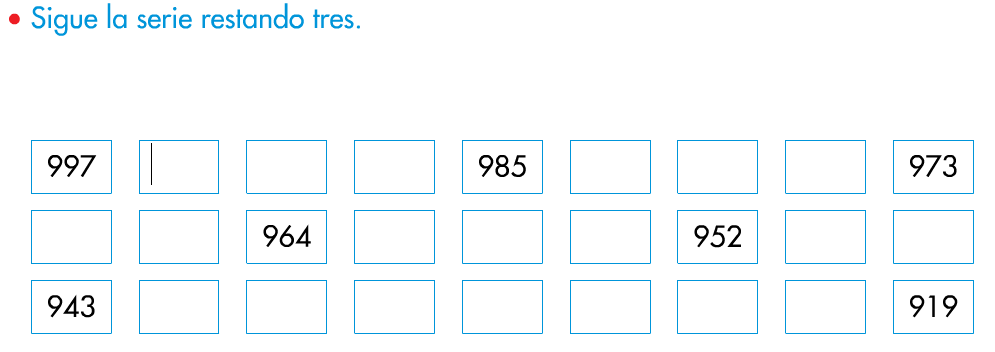 • Sigue la serie restando tres.
997 985 973
964 952
943 919